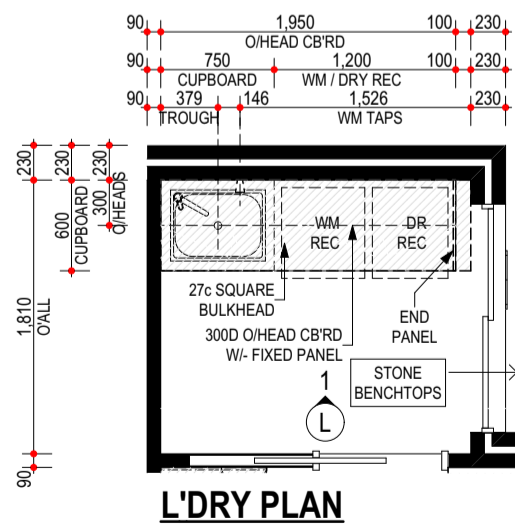 90 1,950 100 230
O/HEAD CB'RD
90 750 1,200 100 230
CUPBOARD WM / DRY REC
90 379 146 1,526 230
TROUGH WM TAPS
230 230 230
600 CUPBOARD
300 O/HEADS
1,810 O'ALL
90
WM REC
DR REC
27c SQUARE
BULKHEAD
300D O/HEAD CB'RD
W/- FIXED PANEL
END
PANEL
STONE
BENCHTOPS
1
L
L'DRY PLAN